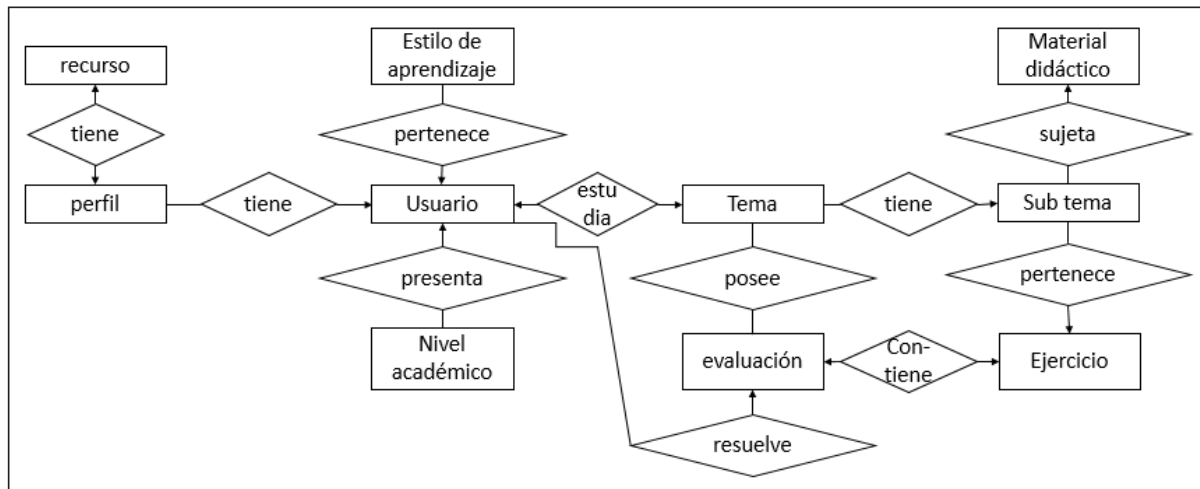 recurso
Estilo de
aprendizaje
Material
didáctico
tiene
pertenece
sujeta
perfil
tiene
Usuario
estu
dia
Tema
tiene
Sub tema
presenta
posee
pertenece
Nivel
académico
evaluación
Con-
tiene
Ejercicio
resuelve